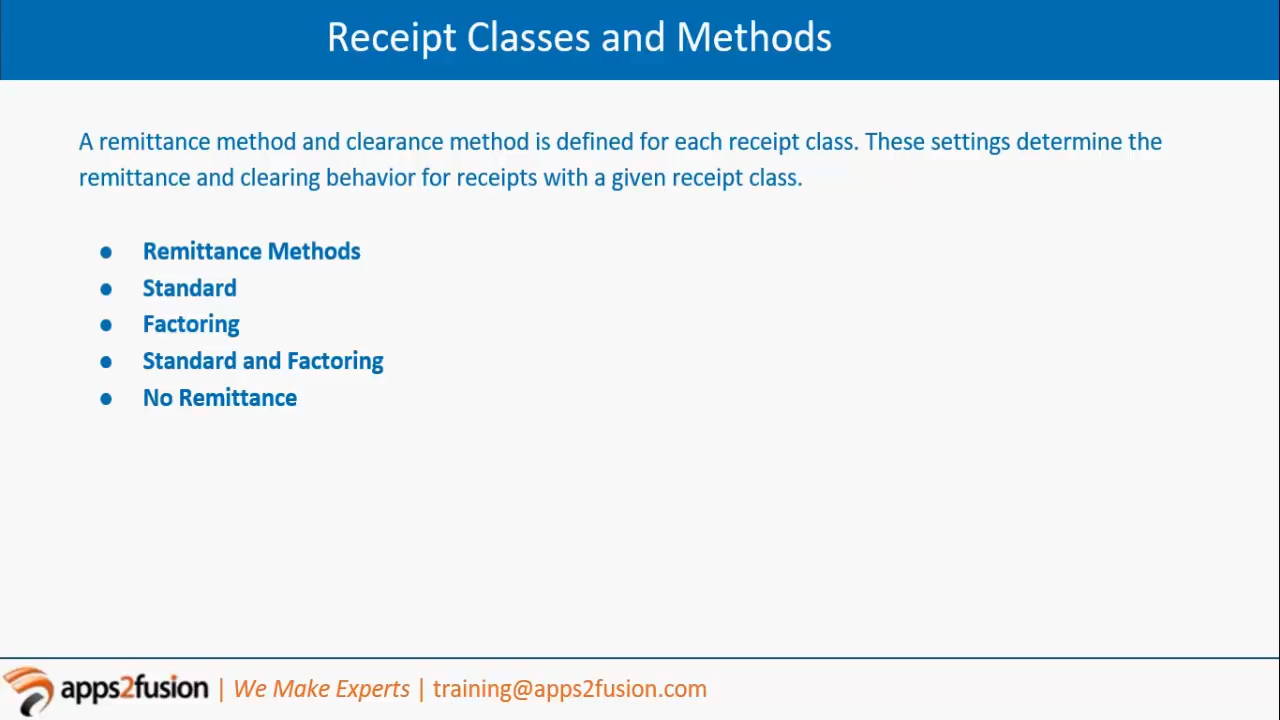 Receipt Classes and Methods
A remittance method and clearance method is defined for each receipt class. These settings determine the
remittance and clearing behavior for receipts with a given receipt class.
● Remittance Methods
● Standard
● Factoring
● Standard and Factoring
● No Remittance
apps2fusion | We Make Experts | training@apps2fusion.com